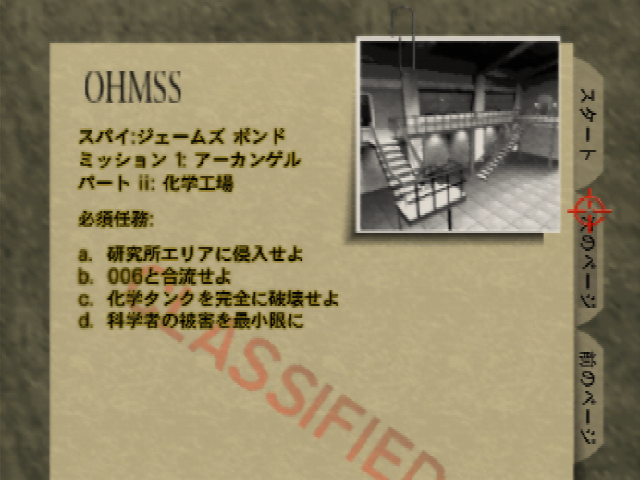 OHMSS
スパイ:ジェームズ ボンド
ミッション 1: アーカンゲル
パート ii: 化学工場
必須任務:
a. 研究所エリアに侵入せよ
b. 006と合流せよ
c. 化学タンクを完全に破壊せよ
d. 科学者の被害を最小限に
CLASSIFIED
スタート
のページ
前のページ